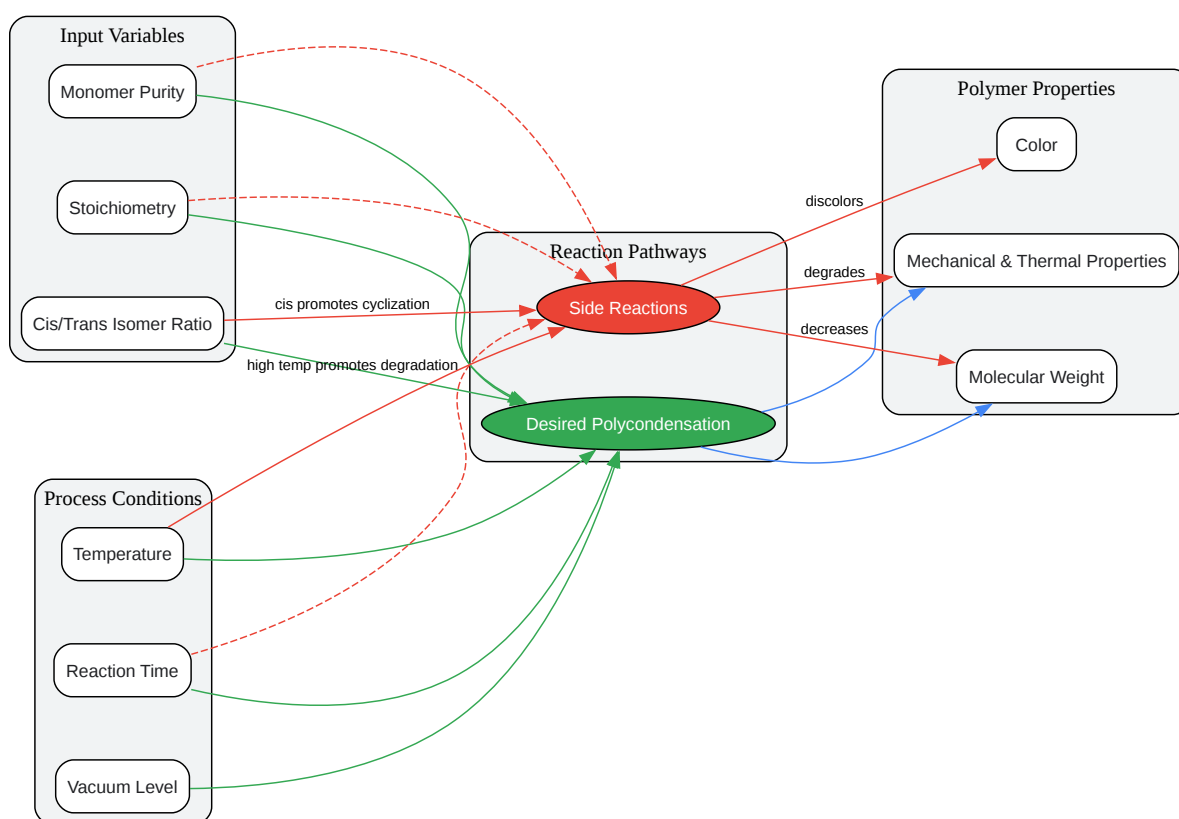 Input Variables
Monomer Purity
Stoichiometry
Cis/Trans Isomer Ratio
Process Conditions
Temperature
Reaction Time
Vacuum Level
cis promotes cyclization
high temp promotes degradation
Reaction Pathways
Side Reactions
Desired Polycondensation
discolors
degrades
decreases
Polymer Properties
Color
Mechanical & Thermal Properties
Molecular Weight